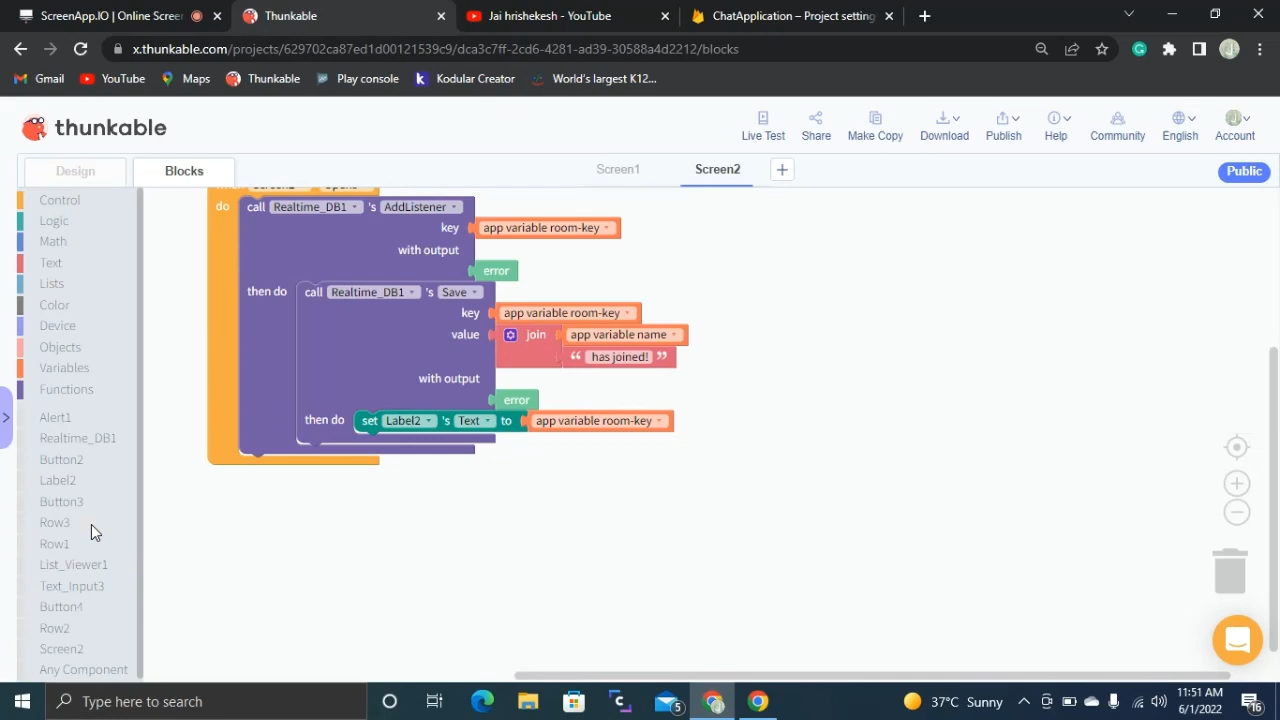 ScreenApp.IO | Online Screer
Thunkable
Jai hrishekesh - YouTube
ChatApplication – Project setting
x.thunkable.com/projects/629702ca87ed1d00121539c9/dca3c7ff-2cd6-4281-ad39-30588a4d2212/blocks
Gmail
YouTube
Maps
Thunkable
Play console
Kodular Creator
World's largest K12...
thunkable
Live Test
Share
Make Copy
Download
Publish
Help
Community
English
Account
Design
Blocks
Screen1
Screen2
Public
Control
Logic
Math
Text
Lists
Color
Device
Objects
Variables
Functions
Alert1
Realtime_DB1
Button2
Label2
Button3
Row3
Row1
List_Viewer1
Text_Input3
Button4
Row2
Screen2
Any Component
do call Realtime_DB1 's AddListener
key app variable room-key
with output
error
then do call Realtime_DB1 's Save
key app variable room-key
value join app variable name
“ has joined! ”
with output
error
then do set Label2 's Text to app variable room-key
Type here to search
5
37°C Sunny
11:51 AM
6/1/2022
16